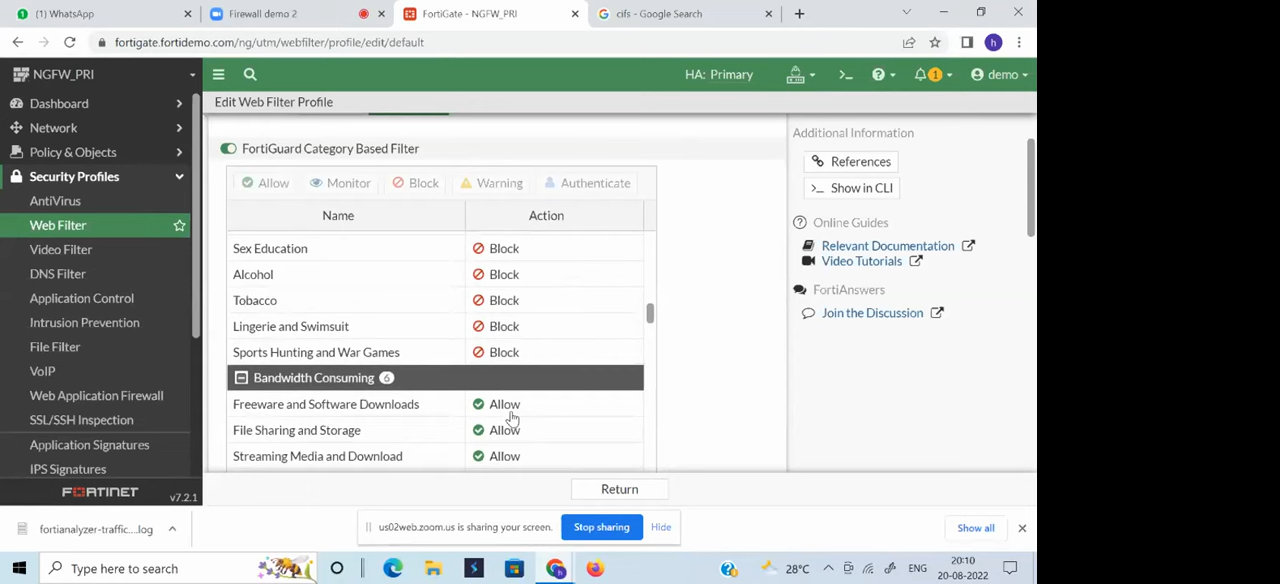 (1) WhatsApp
Firewall demo 2
FortiGate - NGFW_PRI
cifs - Google Search
fortigate.fortidemo.com/ng/utm/webfilter/profile/edit/default
h
NGFW_PRI
HA: Primary
1
demo
Dashboard
Network
Policy & Objects
Security Profiles
AntiVirus
Web Filter
Video Filter
DNS Filter
Application Control
Intrusion Prevention
File Filter
VoIP
Web Application Firewall
SSL/SSH Inspection
Application Signatures
IPS Signatures
FORTINET v7.2.1
Edit Web Filter Profile
FortiGuard Category Based Filter
Allow Monitor Block Warning Authenticate
Name Action
Sex Education Block
Alcohol Block
Tobacco Block
Lingerie and Swimsuit Block
Sports Hunting and War Games Block
Bandwidth Consuming 6
Freeware and Software Downloads Allow
File Sharing and Storage Allow
Streaming Media and Download Allow
Return
Additional Information
References
Show in CLI
Online Guides
Relevant Documentation
Video Tutorials
FortiAnswers
Join the Discussion
fortianalyzer-traffic....log
us02web.zoom.us is sharing your screen. Stop sharing Hide
Show all
Type here to search
28°C ENG
20:10
20-08-2022